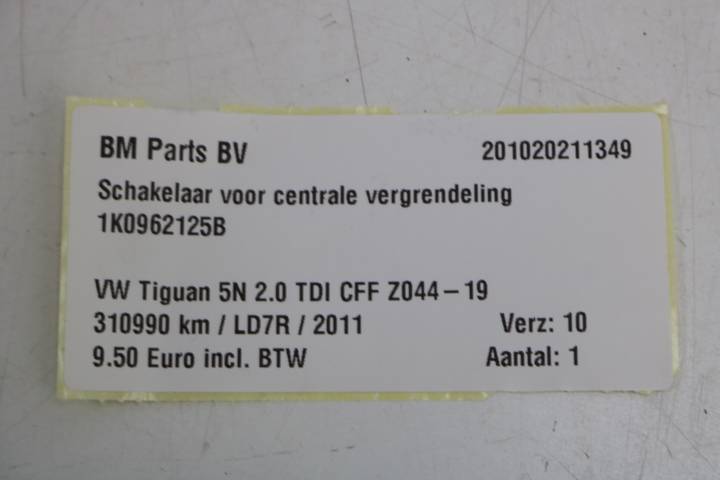 BM Parts BV 201020211349
Schakelaar voor centrale vergrendeling
1K0962125B
VW Tiguan 5N 2.0 TDI CFF Z044-19
310990 km / LD7R / 2011 Verz: 10
9.50 Euro incl. BTW Aantal: 1